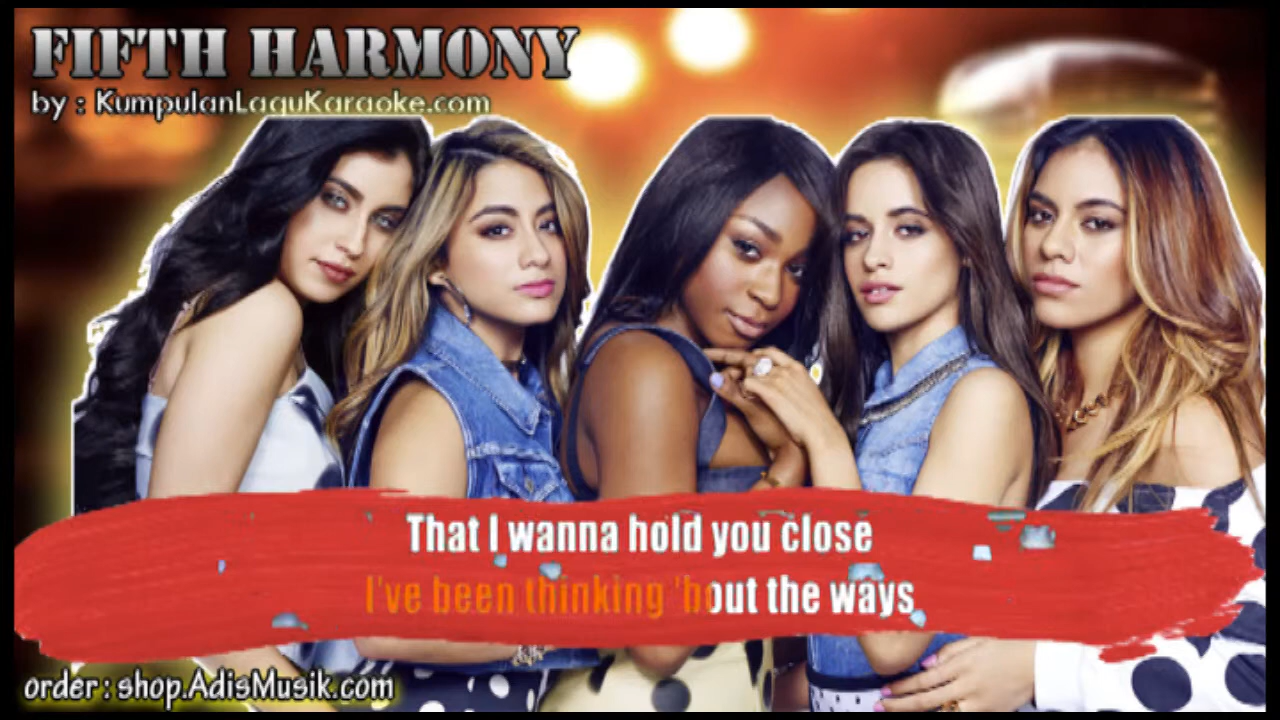 FIFTH HARMONY
by : KumpulanLaguKaraoke.com
That I wanna hold you close
I've been thinking 'bout the ways
order : shop.AdisMusik.com